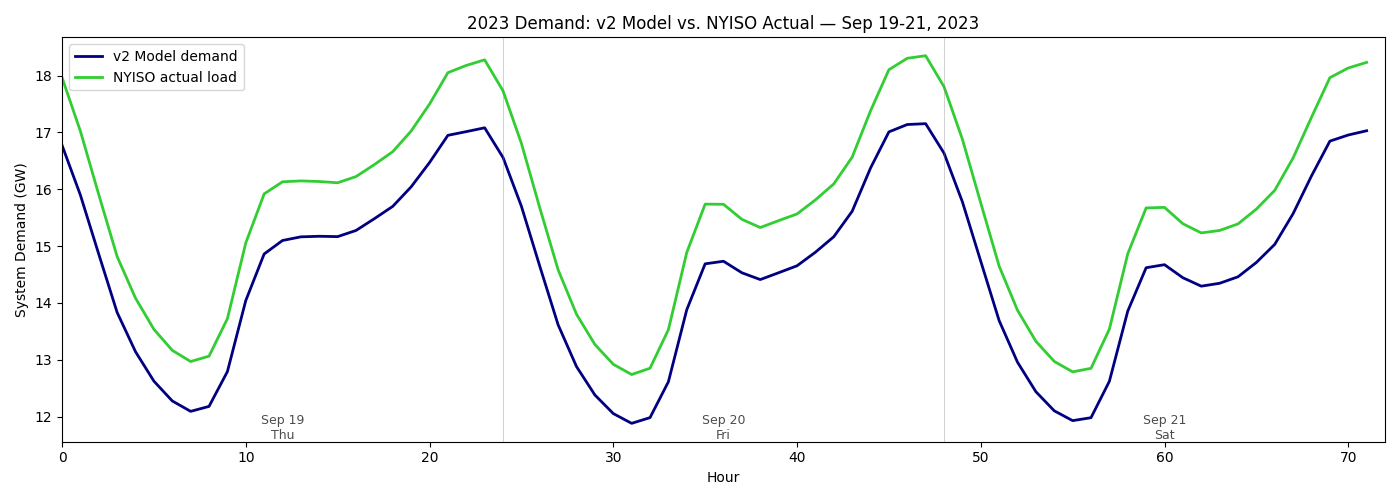 2023 Demand: v2 Model vs. NYISO Actual — Sep 19-21, 2023
v2 Model demand
NYISO actual load
System Demand (GW)
18
17
16
15
14
13
12
Sep 19
Thu
Sep 20
Fri
Sep 21
Sat
0
10
20
30
40
50
60
70
Hour